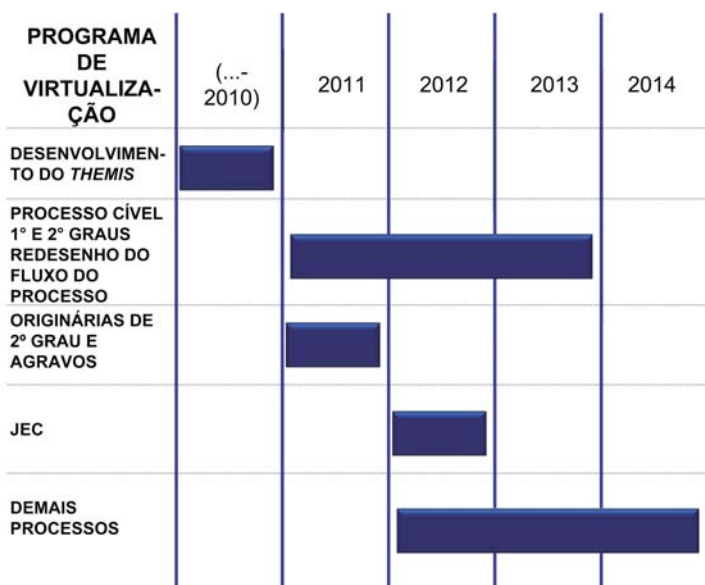 PROGRAMA
DE
VIRTUALIZA-
ÇÃO
(...-
2010)
2011
2012
2013
2014
DESENVOLVIMEN-
TO DO THEMIS
PROCESSO CÍVEL
1° E 2° GRAUS
REDESENHO DO
FLUXO DO
PROCESSO
ORIGINÁRIAS DE
2º GRAU E
AGRAVOS
JEC
DEMAIS
PROCESSOS